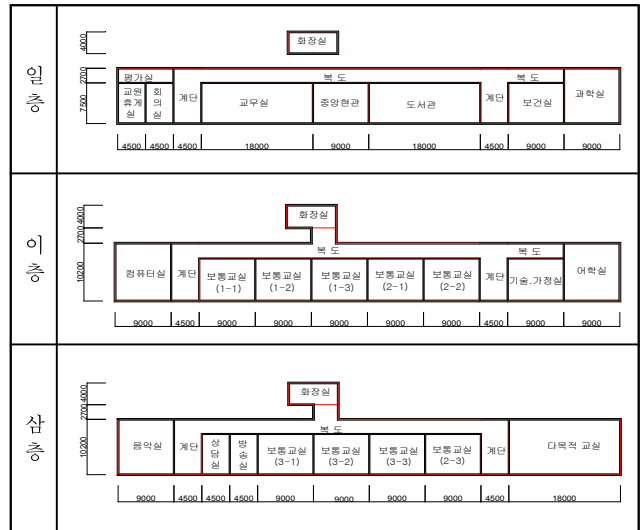 일층
화장실
4000
2700
7500
평가실
복 도
복 도
교원휴게실
회의실
계단
교무실
중앙현관
도서관
계단
보건실
과학실
4500 4500 4500 18000 9000 18000 4500 9000 9000
이층
화장실
4000
2700
10200
복 도
복 도
컴퓨터실
계단
보통교실
(1-1)
보통교실
(1-2)
보통교실
(1-3)
보통교실
(2-1)
보통교실
(2-2)
계단
기술.가정실
어학실
9000 4500 9000 9000 9000 9000 9000 4500 9000 9000
삼층
화장실
4000
2700
10200
복 도
음악실
계단
상담실
방송실
보통교실
(3-1)
보통교실
(3-2)
보통교실
(3-3)
보통교실
(2-3)
계단
다목적 교실
9000 4500 4500 4500 9000 9000 9000 9000 4500 18000